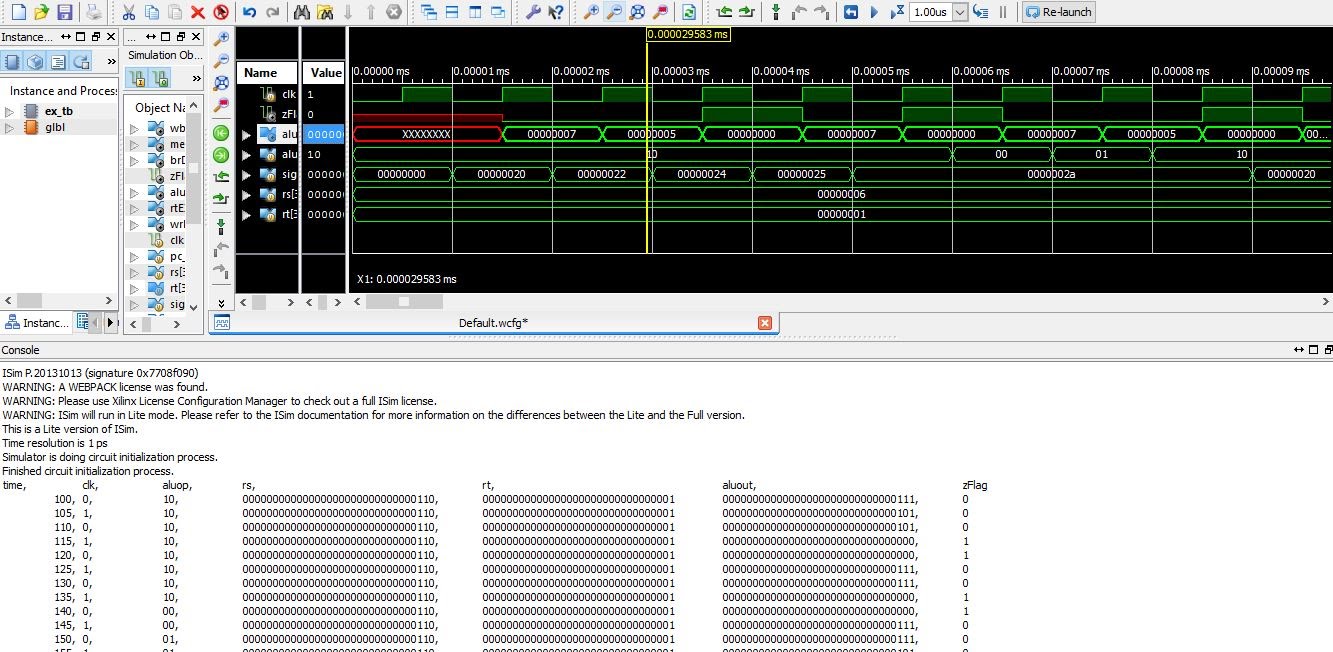 1.00us
Re-launch
Instance...
Instance and Proces
ex_tb
glbl
Instanc...
Simulation Ob...
Object Na
wb
me
br[
zFl
alu
rtE
wri
clk
pc_
rs[3
rt[3
sig
Name
Value
clk 1
zFl 0
alu 00000
alu 10
sig 00000
rs[3 00000
rt[3 00000
0.000029583 ms
0.00000 ms 0.00001 ms 0.00002 ms 0.00003 ms 0.00004 ms 0.00005 ms 0.00006 ms 0.00007 ms 0.00008 ms 0.00009 ms
XXXXXXXX 00000007 00000005 00000000 00000007 00000000 00000007 00000005 00000000 00...
10 00 01 10
00000000 00000020 00000022 00000024 00000025 0000002a 00000020
00000006
00000001
X1: 0.000029583 ms
Default.wcfg*
Console
ISim P.20131013 (signature 0x7708f090)
WARNING: A WEBPACK license was found.
WARNING: Please use Xilinx License Configuration Manager to check out a full ISim license.
WARNING: ISim will run in Lite mode. Please refer to the ISim documentation for more information on the differences between the Lite and the Full version.
This is a Lite version of ISim.
Time resolution is 1 ps
Simulator is doing circuit initialization process.
Finished circuit initialization process.
time, clk, aluop, rs, rt, aluout, zFlag
100, 0, 10, 00000000000000000000000000000110, 00000000000000000000000000000001 00000000000000000000000000000111, 0
105, 1, 10, 00000000000000000000000000000110, 00000000000000000000000000000001 00000000000000000000000000000101, 0
110, 0, 10, 00000000000000000000000000000110, 00000000000000000000000000000001 00000000000000000000000000000101, 0
115, 1, 10, 00000000000000000000000000000110, 00000000000000000000000000000001 00000000000000000000000000000000, 1
120, 0, 10, 00000000000000000000000000000110, 00000000000000000000000000000001 00000000000000000000000000000000, 1
125, 1, 10, 00000000000000000000000000000110, 00000000000000000000000000000001 00000000000000000000000000000111, 0
130, 0, 10, 00000000000000000000000000000110, 00000000000000000000000000000001 00000000000000000000000000000111, 0
135, 1, 10, 00000000000000000000000000000110, 00000000000000000000000000000001 00000000000000000000000000000000, 1
140, 0, 00, 00000000000000000000000000000110, 00000000000000000000000000000001 00000000000000000000000000000000, 1
145, 1, 00, 00000000000000000000000000000110, 00000000000000000000000000000001 00000000000000000000000000000111, 0
150, 0, 01, 00000000000000000000000000000110, 00000000000000000000000000000001 00000000000000000000000000000111, 0